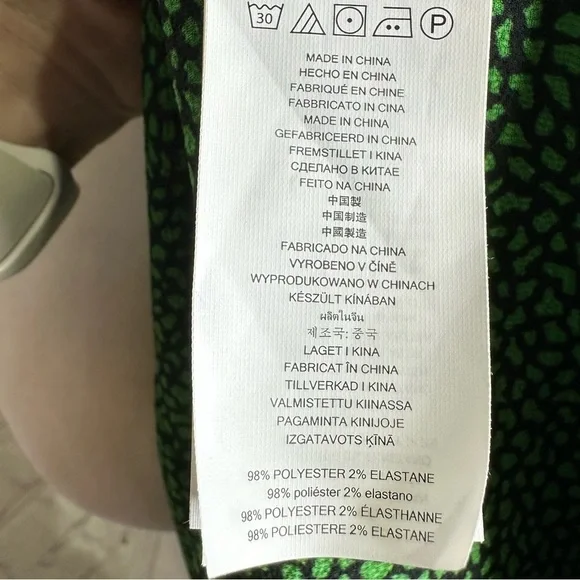 30 P
MADE IN CHINA
HECHO EN CHINA
FABRIQUÉ EN CHINE
FABBRICATO IN CINA
MADE IN CHINA
GEFABRICEERD IN CHINA
FREMSTILLET I KINA
СДЕЛАНО В КИТАЕ
FEITO NA CHINA
中国製
中国制造
中國製造
FABRICADO NA CHINA
VYROBENO V ČÍNĚ
WYPRODUKOWANO W CHINACH
KÉSZÜLT KÍNÁBAN
ผลิตในจีน
제조국: 중국
LAGET I KINA
FABRICAT ÎN CHINA
TILLVERKAD I KINA
VALMISTETTU KIINASSA
PAGAMINTA KINIJOJE
IZGATAVOTS ĶĪNĀ
98% POLYESTER 2% ELASTANE
98% poliéster 2% elastano
98% POLYESTER 2% ÉLASTHANNE
98% POLIESTERE 2% ELASTANE